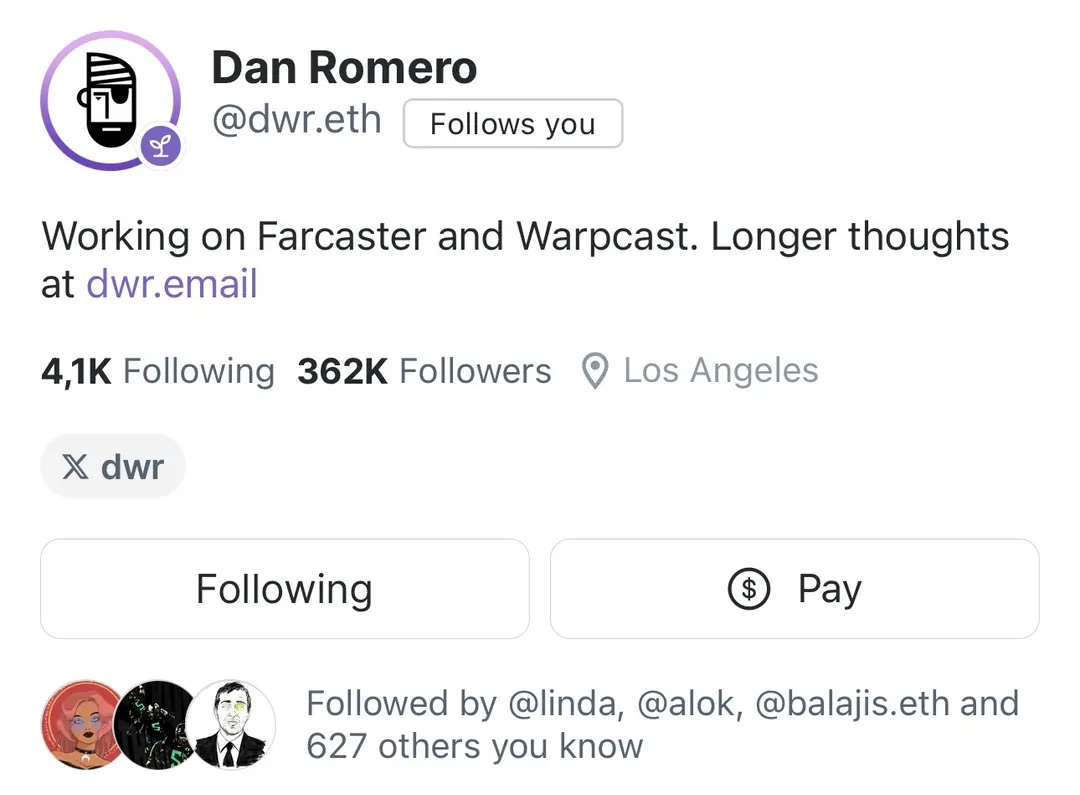 Dan Romero
@dwr.eth Follows you
Working on Farcaster and Warpcast. Longer thoughts
at dwr.email
4,1K Following 362K Followers Los Angeles
X dwr
Following $ Pay
Followed by @linda, @alok, @balajis.eth and
627 others you know